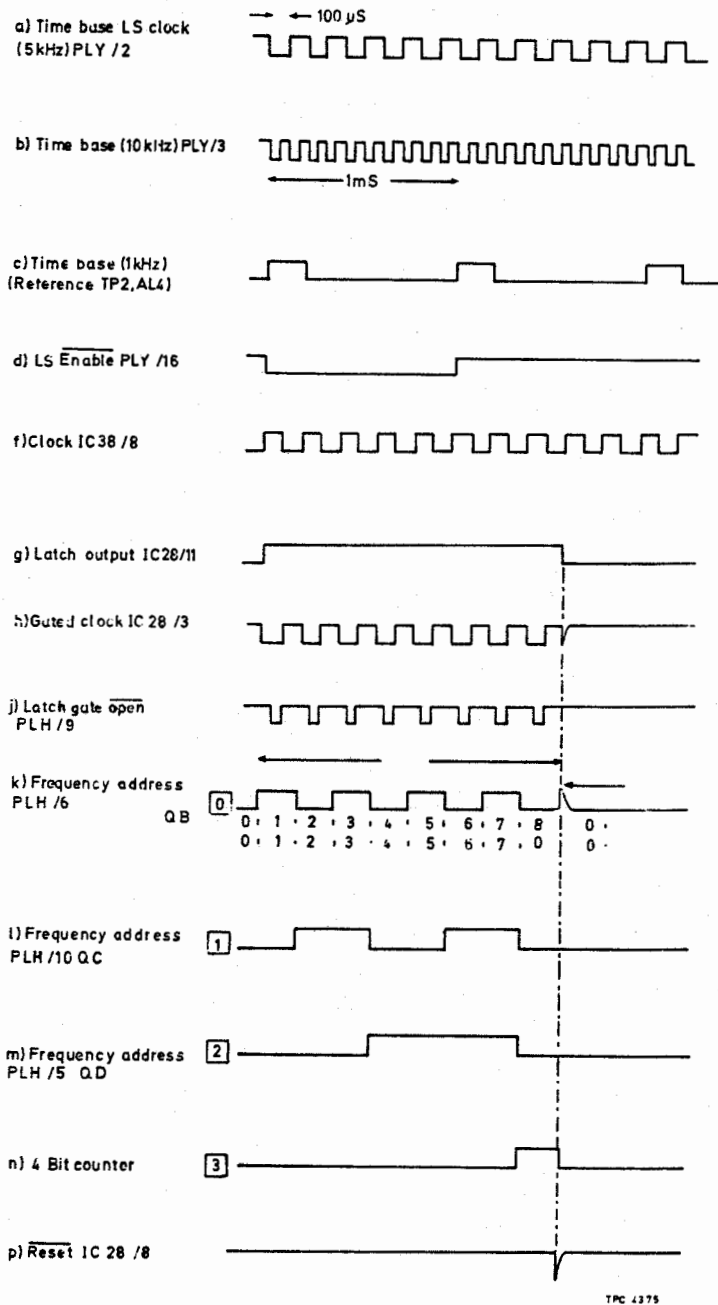 a) Time base LS clock
(5kHz) PLY /2
100 µS
b) Time base (10kHz) PLY/3
1mS
c) Time base (1kHz)
(Reference TP2, AL4)
d) LS Enable PLY /16
f) Clock IC38 /8
g) Latch output IC28/11
h) Gated clock IC 28 /3
j) Latch gate open
PLH /9
k) Frequency address
PLH /6
QB
0
0 1 2 3 4 5 6 7 8 0
0 1 2 3 4 5 6 7 0 0
l) Frequency address
PLH /10 QC
1
m) Frequency address
PLH /5 QD
2
n) 4 Bit counter
3
p) Reset IC 28 /8
TPC 4375